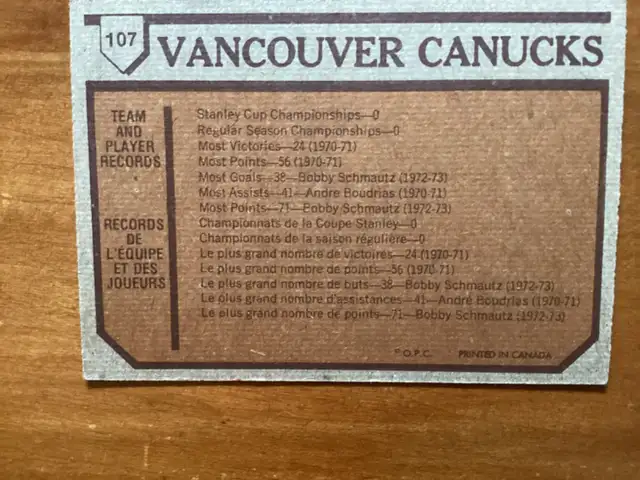 107
VANCOUVER CANUCKS
TEAM
AND
PLAYER
RECORDS
Stanley Cup Championships—0
Regular Season Championships—0
Most Victories—24 (1970-71)
Most Points—56 (1970-71)
Most Goals—38—Bobby Schmautz (1972-73)
Most Assists—41—Andre Boudrias (1970-71)
Most Points—71—Bobby Schmautz (1972-73)
RECORDS
DE
L'ÉQUIPE
ET DES
JOUEURS
Championnats de la Coupe Stanley—0
Championnats de la saison régulière—0
Le plus grand nombre de victoires—24 (1970-71)
Le plus grand nombre de points—56 (1970-71)
Le plus grand nombre de buts—38—Bobby Schmautz (1972-73)
Le plus grand nombre d'assistances—41—André Boudrias (1970-71)
Le plus grand nombre de points—71—Bobby Schmautz (1972-73)
© O.P.C. PRINTED IN CANADA